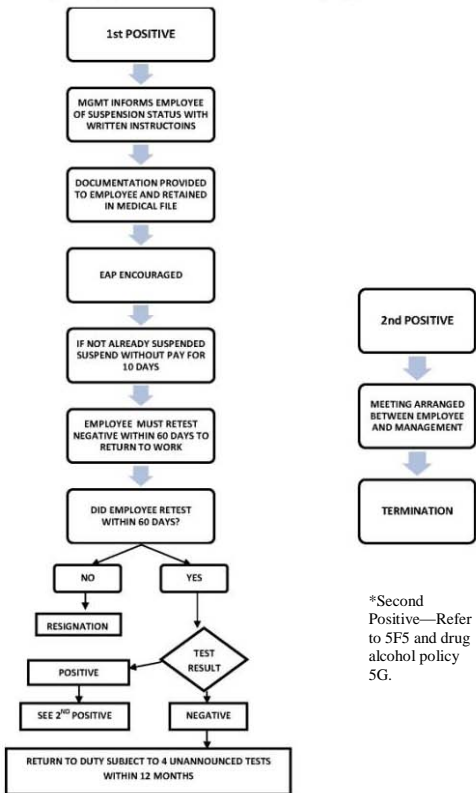 1st POSITIVE
MGMT INFORMS EMPLOYEE
OF SUSPENSION STATUS WITH
WRITTEN INSTRUCTOINS
DOCUMENTATION PROVIDED
TO EMPLOYEE AND RETAINED
IN MEDICAL FILE
EAP ENCOURAGED
IF NOT ALREADY SUSPENDED
SUSPEND WITHOUT PAY FOR
10 DAYS
EMPLOYEE MUST RETEST
NEGATIVE WITHIN 60 DAYS TO
RETURN TO WORK
DID EMPLOYEE RETEST
WITHIN 60 DAYS?
NO
YES
RESIGNATION
TEST
RESULT
POSITIVE
SEE 2ND POSITIVE
NEGATIVE
RETURN TO DUTY SUBJECT TO 4 UNANNOUNCED TESTS
WITHIN 12 MONTHS
2nd POSITIVE
MEETING ARRANGED
BETWEEN EMPLOYEE
AND MANAGEMENT
TERMINATION
*Second
Positive—Refer
to 5F5 and drug
alcohol policy
5G.